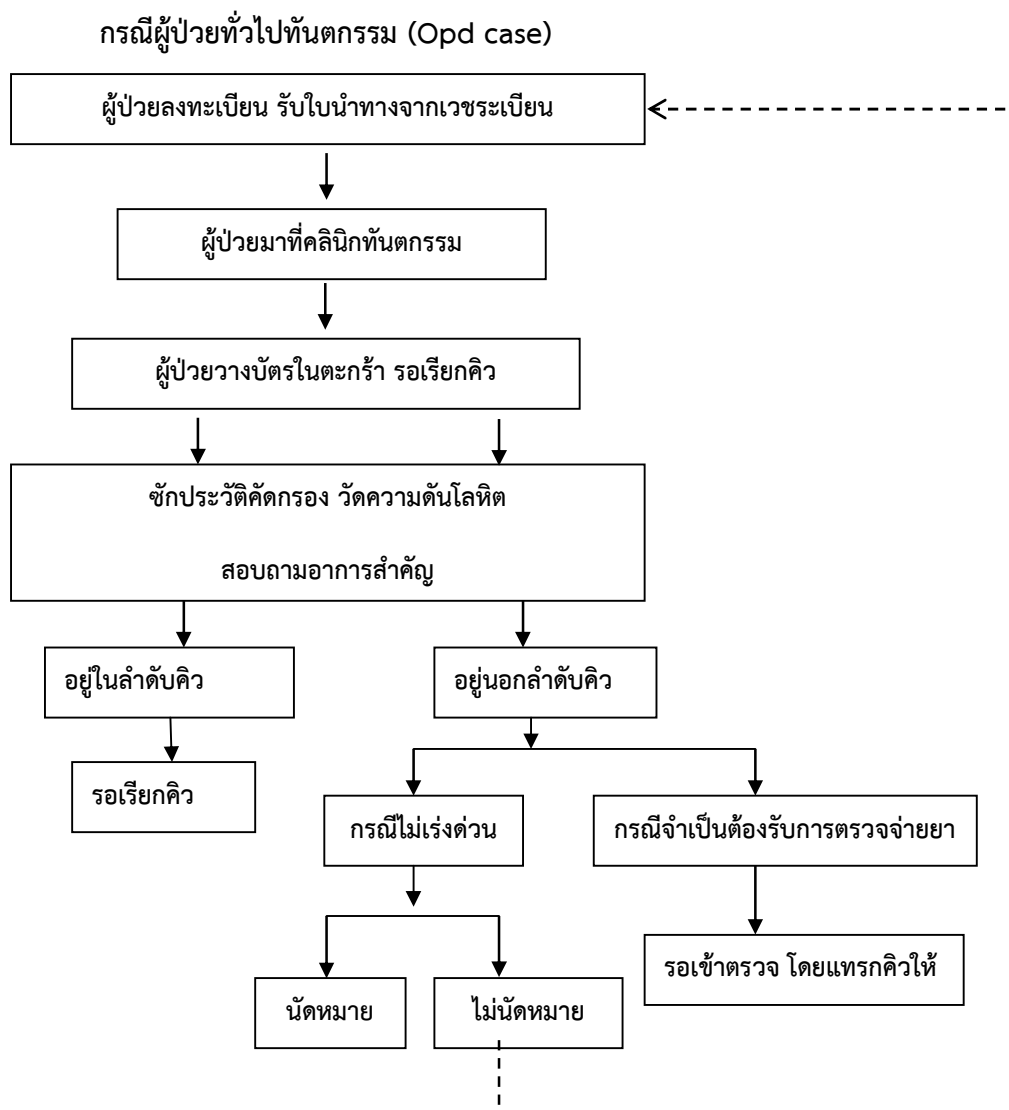 กรณีผู้ป่วยทั่วไปทันตกรรม (Opd case)
ผู้ป่วยลงทะเบียน รับใบนำทางจากเวชระเบียน
ผู้ป่วยมาที่คลินิกทันตกรรม
ผู้ป่วยวางบัตรในตะกร้า รอเรียกคิว
ซักประวัติคัดกรอง วัดความดันโลหิต
สอบถามอาการสำคัญ
อยู่ในลำดับคิว
อยู่นอกลำดับคิว
รอเรียกคิว
กรณีไม่เร่งด่วน
กรณีจำเป็นต้องรับการตรวจจ่ายยา
รอเข้าตรวจ โดยแทรกคิวให้
นัดหมาย
ไม่นัดหมาย